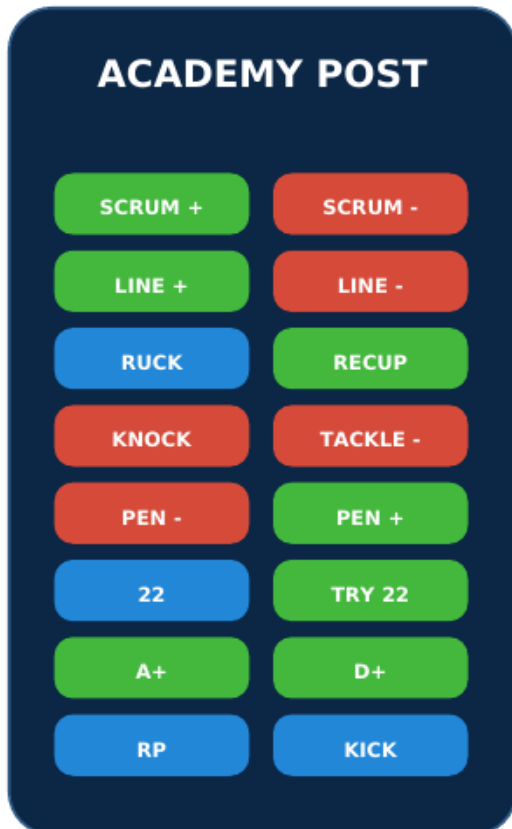 ACADEMY POST
SCRUM + SCRUM -
LINE + LINE -
RUCK RECUP
KNOCK TACKLE -
PEN - PEN +
22 TRY 22
A+ D+
RP KICK